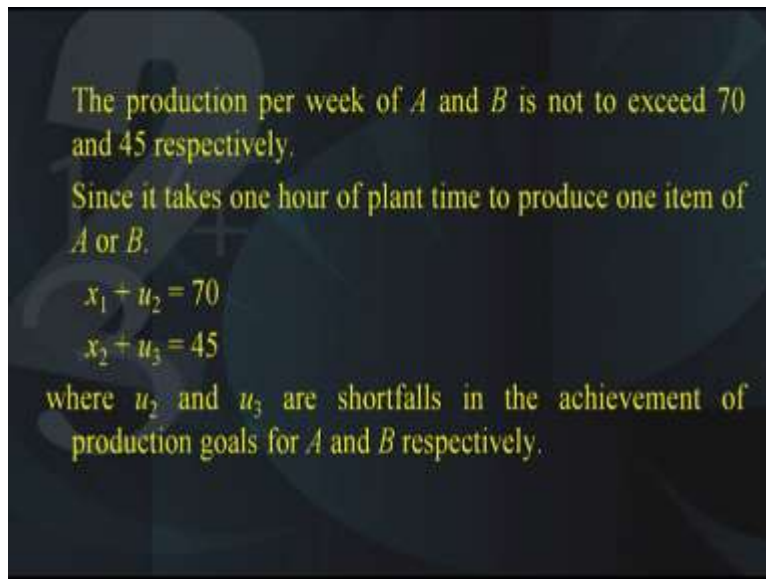 The production per week of A and B is not to exceed 70
and 45 respectively.
Since it takes one hour of plant time to produce one item of
A or B.
x₁ + u₂ = 70
x₂ + u₃ = 45
where u₂ and u₃ are shortfalls in the achievement of
production goals for A and B respectively.